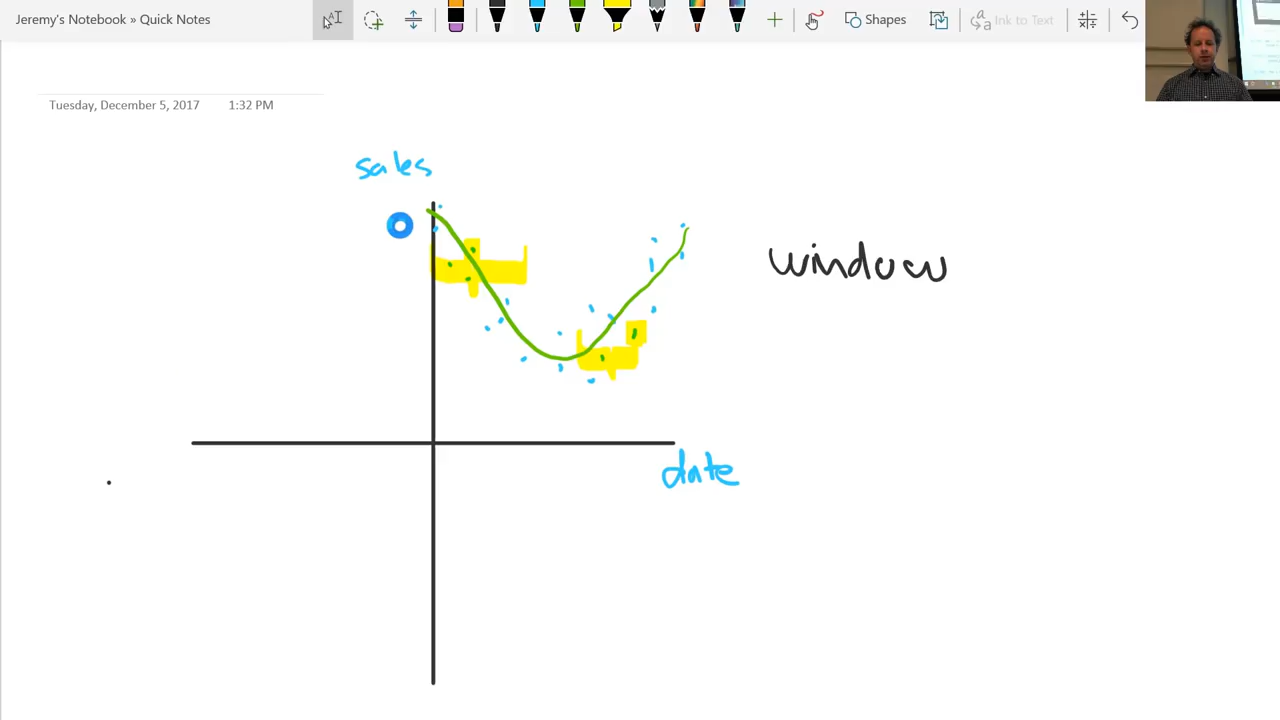 Jeremy's Notebook » Quick Notes
Shapes
Ink to Text
Tuesday, December 5, 2017 1:32 PM
sales
window
date